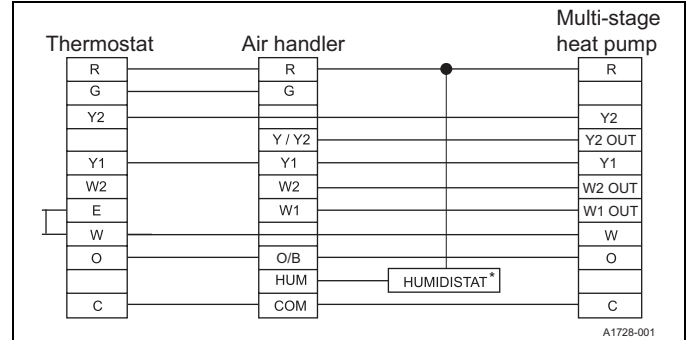 Multi-stage
Thermostat Air handler heat pump
R R R
G G
Y2 Y2
Y / Y2 Y2 OUT
Y1 Y1 Y1
W2 W2 W2 OUT
E W1 W1 OUT
W W
O O/B O
HUM HUMIDISTAT*
C COM C
A1728-001